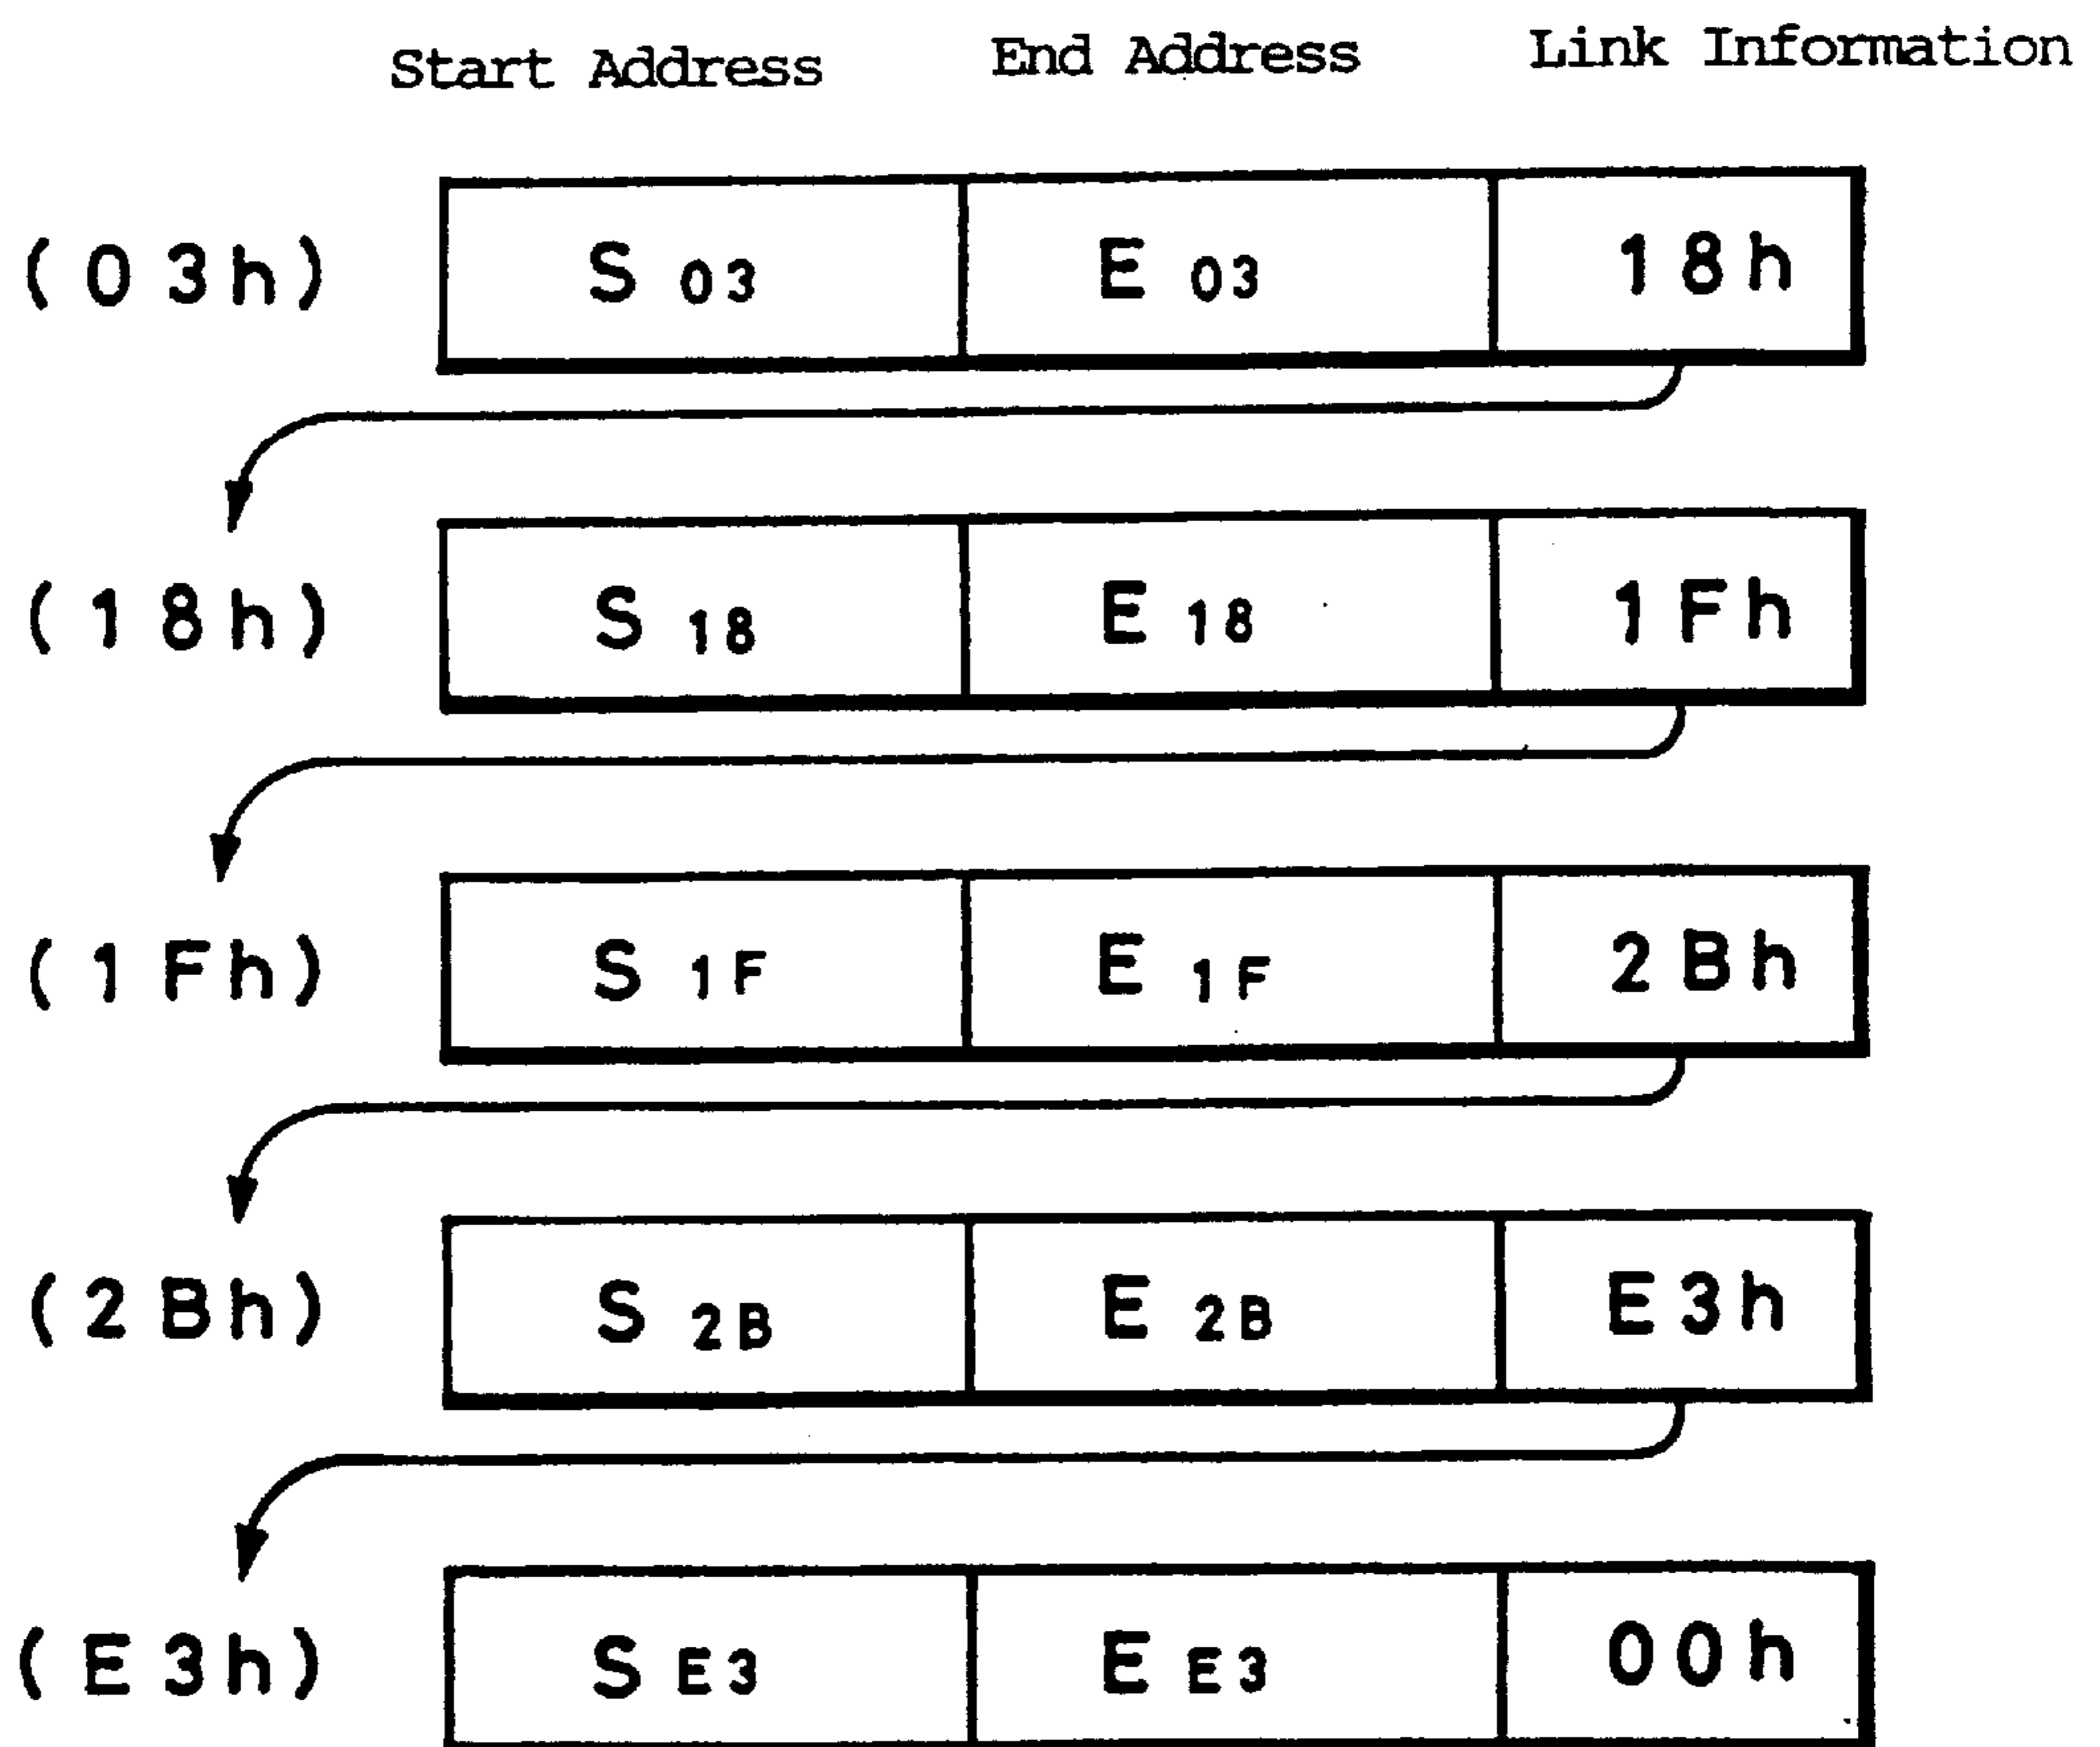 Start Address End Address Link Information
(03h) S 03 E 03 18h
(18h) S 18 E 18 1Fh
(1Fh) S 1F E 1F 2Bh
(2Bh) S 2B E 2B E3h
(E3h) S E3 E E3 00h